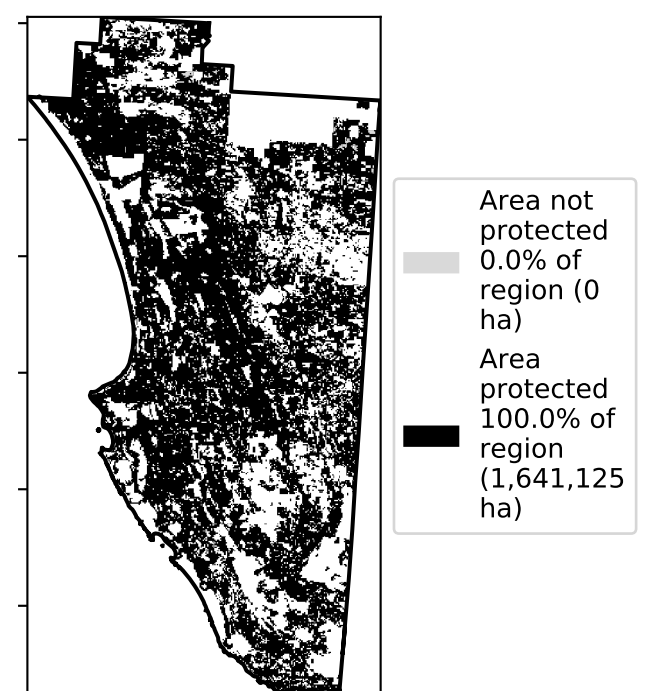 Area not
protected
0.0% of
region (0
ha)
Area
protected
100.0% of
region
(1,641,125
ha)